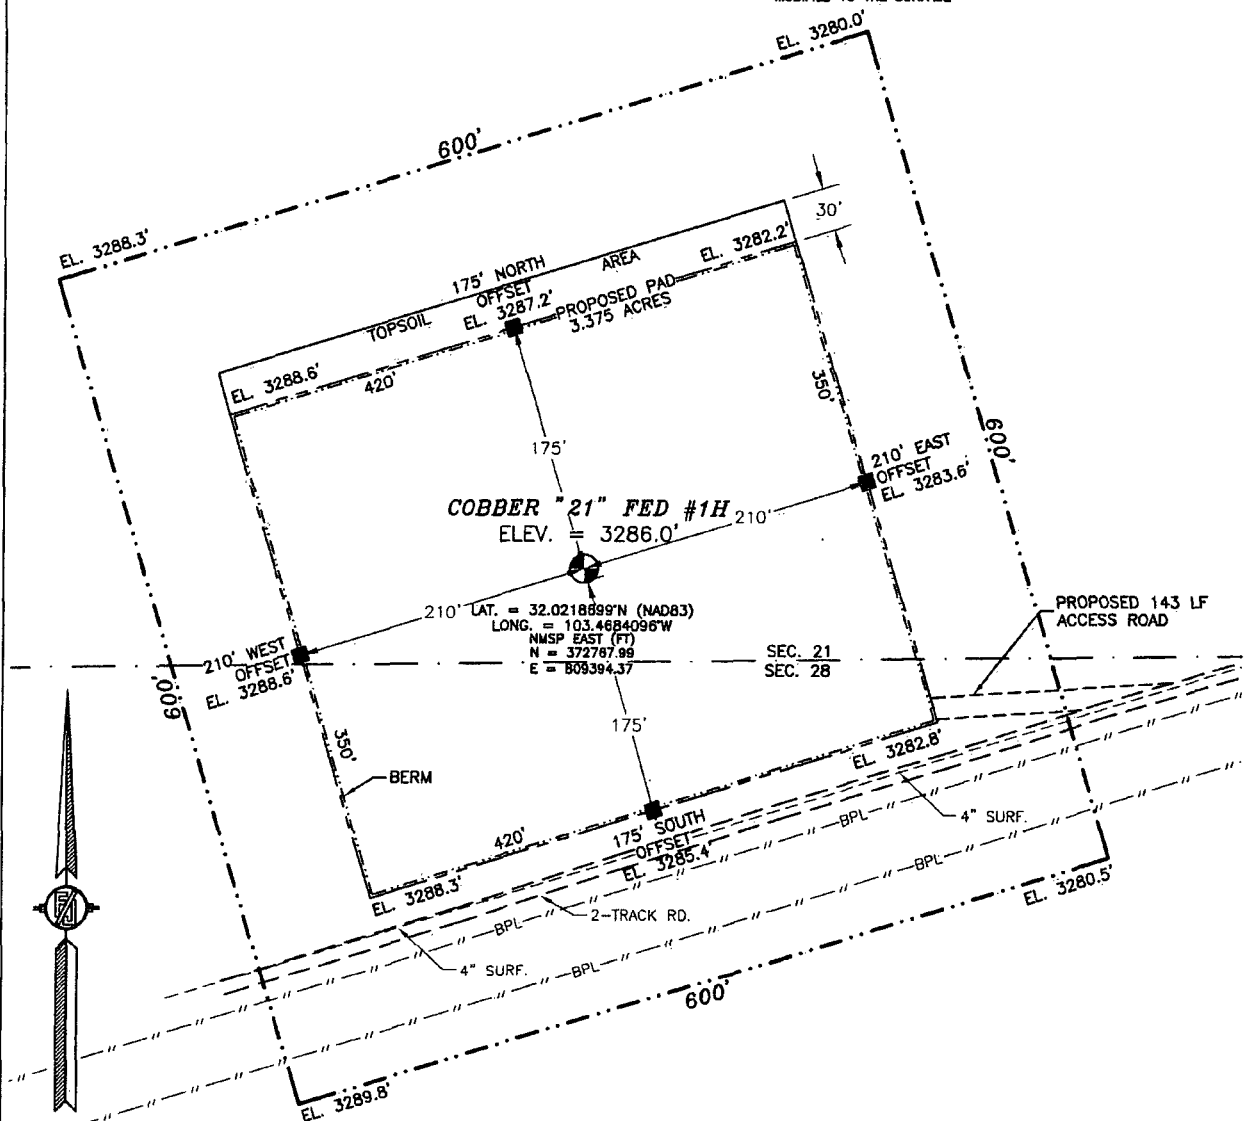 EL. 3280.0'
600'
EL. 3288.3'
30'
EL. 3282.2'
AREA
175' NORTH
OFFSET
EL. 3287.2'
TOPSOIL
PROPOSED PAD
3.375 ACRES
EL. 3288.6'
420'
350'
600'
175'
210' EAST
OFFSET
EL. 3283.6'
COBBER "21" FED #1H
ELEV. = 3286.0'
210'
210'
LAT. = 32.0218699°N (NAD83)
LONG. = 103.4684096°W
NMSP EAST (FT)
N = 372767.99
E = 809394.37
PROPOSED 143 LF
ACCESS ROAD
SEC. 21
SEC. 28
210' WEST
OFFSET
EL. 3288.6'
600'
175'
350'
BERM
EL. 3282.8'
420'
175' SOUTH
OFFSET
EL. 3285.4'
BPL
4" SURF.
BPL
EL. 3280.5'
EL. 3288.3'
2-TRACK RD.
BPL
4" SURF.
BPL
600'
EL. 3289.8'